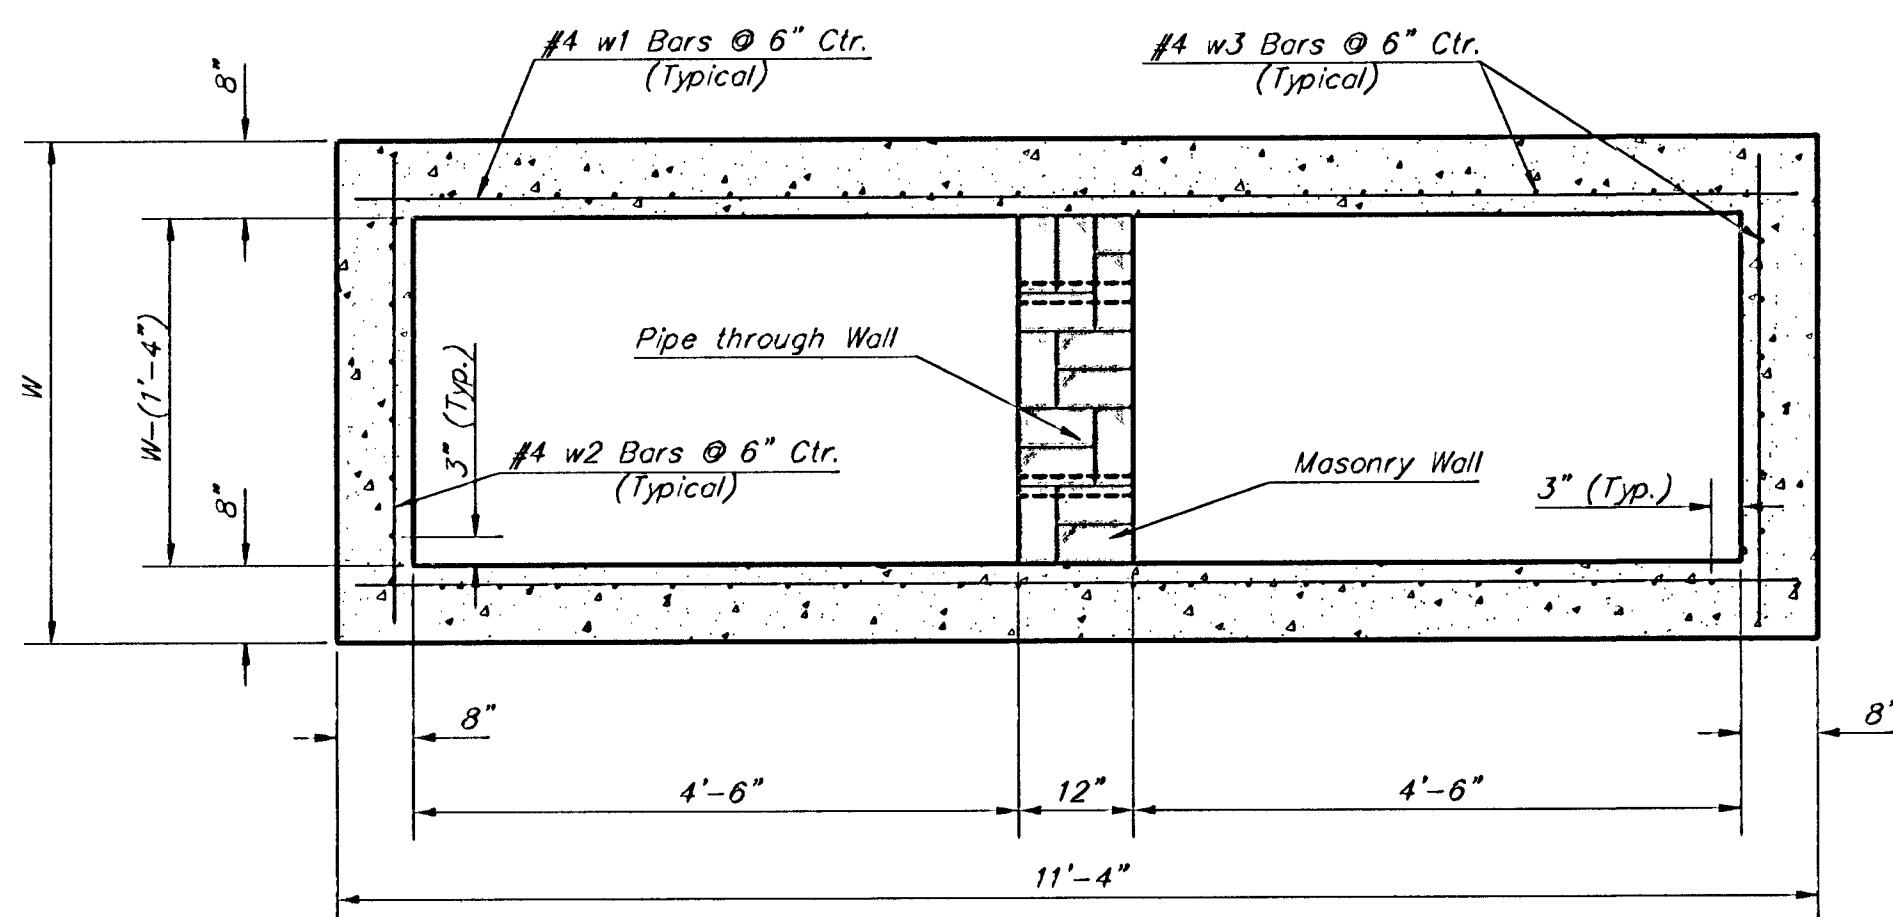 #4 w1 Bars @ 6" Ctr.
(Typical)
#4 w3 Bars @ 6" Ctr.
(Typical)
8"
W
W-(1'-4")
8"
3" (Typ.)
Pipe through Wall
#4 w2 Bars @ 6" Ctr.
(Typical)
Masonry Wall
3" (Typ.)
8"
8"
4'-6"
12"
4'-6"
11'-4"